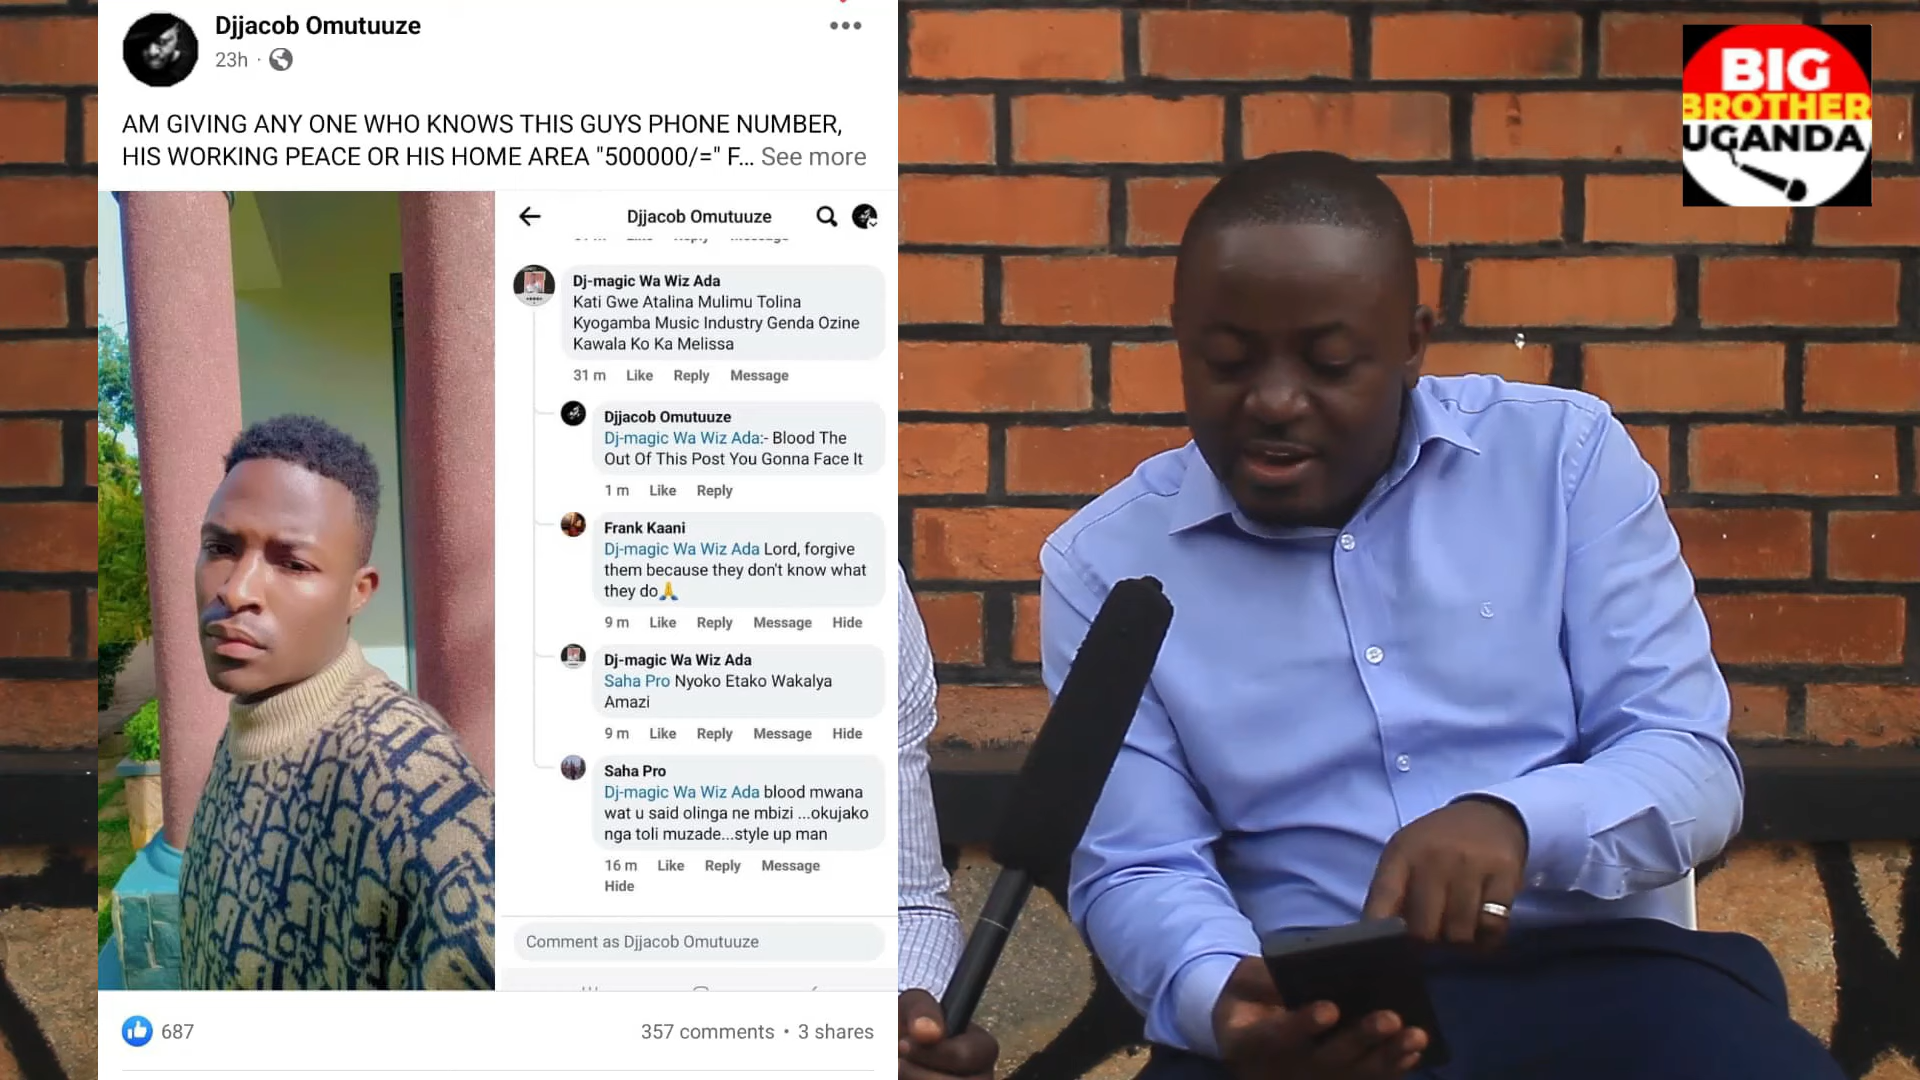 Djjacob Omutuuze
23h ·
AM GIVING ANY ONE WHO KNOWS THIS GUYS PHONE NUMBER,
HIS WORKING PEACE OR HIS HOME AREA "500000/=" F... See more
Djjacob Omutuuze
Dj-magic Wa Wiz Ada
Kati Gwe Atalina Mulimu Tolina
Kyogamba Music Industry Genda Ozine
Kawala Ko Ka Melissa
31 m Like Reply Message
Djjacob Omutuuze
Dj-magic Wa Wiz Ada:- Blood The
Out Of This Post You Gonna Face It
1 m Like Reply
Frank Kaani
Dj-magic Wa Wiz Ada Lord, forgive
them because they don't know what
they do🙏
9 m Like Reply Message Hide
Dj-magic Wa Wiz Ada
Saha Pro Nyoko Etako Wakalya
Amazi
9 m Like Reply Message Hide
Saha Pro
Dj-magic Wa Wiz Ada blood mwana
wat u said olinga ne mbizi ...okujako
nga toli muzade...style up man
16 m Like Reply Message
Hide
Comment as Djjacob Omutuuze
687
357 comments • 3 shares
BIG
BROTHER
UGANDA